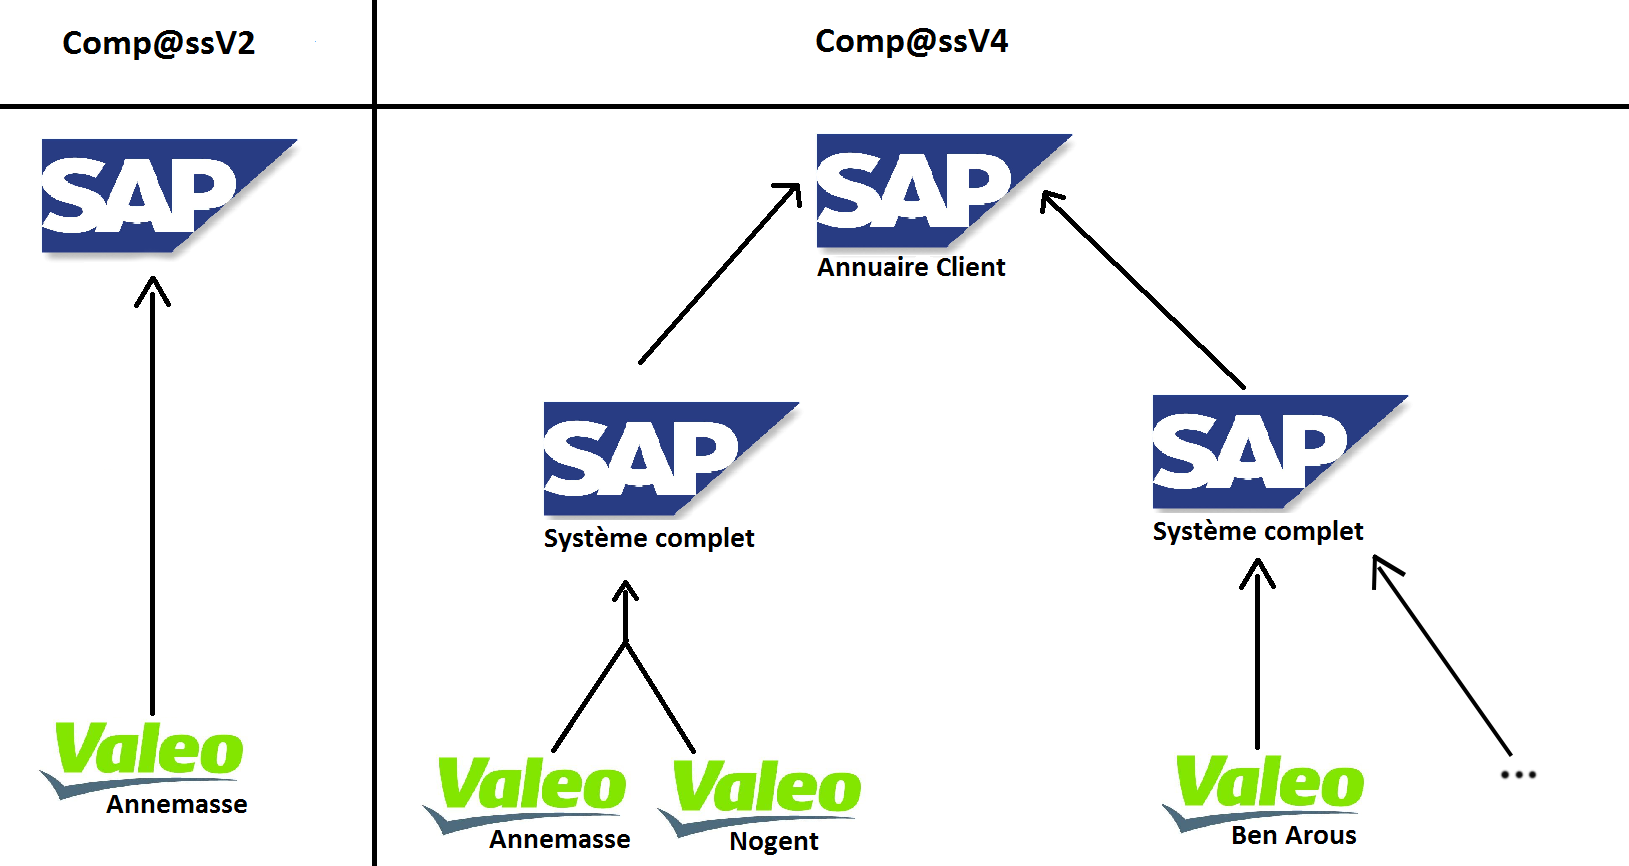 Comp@ssV2
Comp@ssV4
SAP
SAP
Annuaire Client
SAP
Système complet
SAP
Système complet
Valeo
Annemasse
Valeo
Annemasse
Valeo
Nogent
Valeo
Ben Arous
...